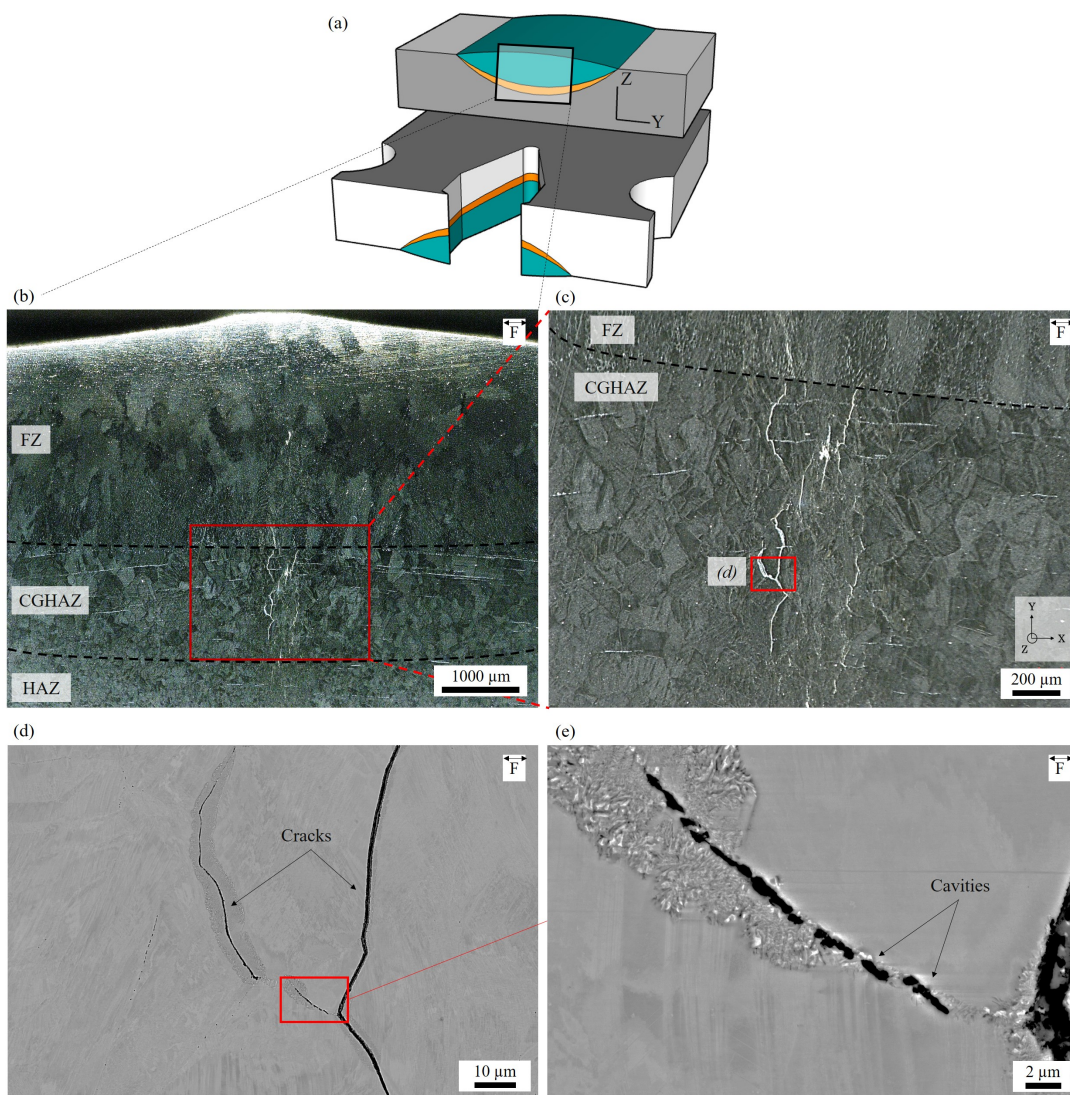 (a)
Z
Y
(b)
F
FZ
CGHAZ
HAZ
1000 µm
(c)
F
FZ
CGHAZ
(d)
Y
Z
X
200 µm
(d)
F
Cracks
10 µm
(e)
F
Cavities
2 µm